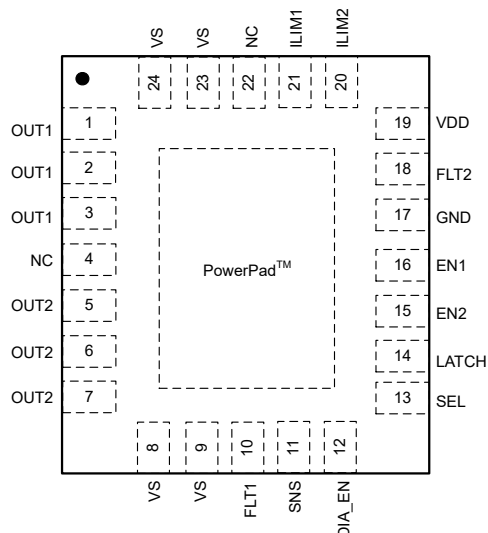 VS
VS
NC
ILIM1
ILIM2
24
23
22
21
20
OUT1 1
OUT1 2
OUT1 3
NC 4
OUT2 5
OUT2 6
OUT2 7
PowerPad™
19 VDD
18 FLT2
17 GND
16 EN1
15 EN2
14 LATCH
13 SEL
8
9
10
11
12
VS
VS
FLT1
SNS
DIA_EN